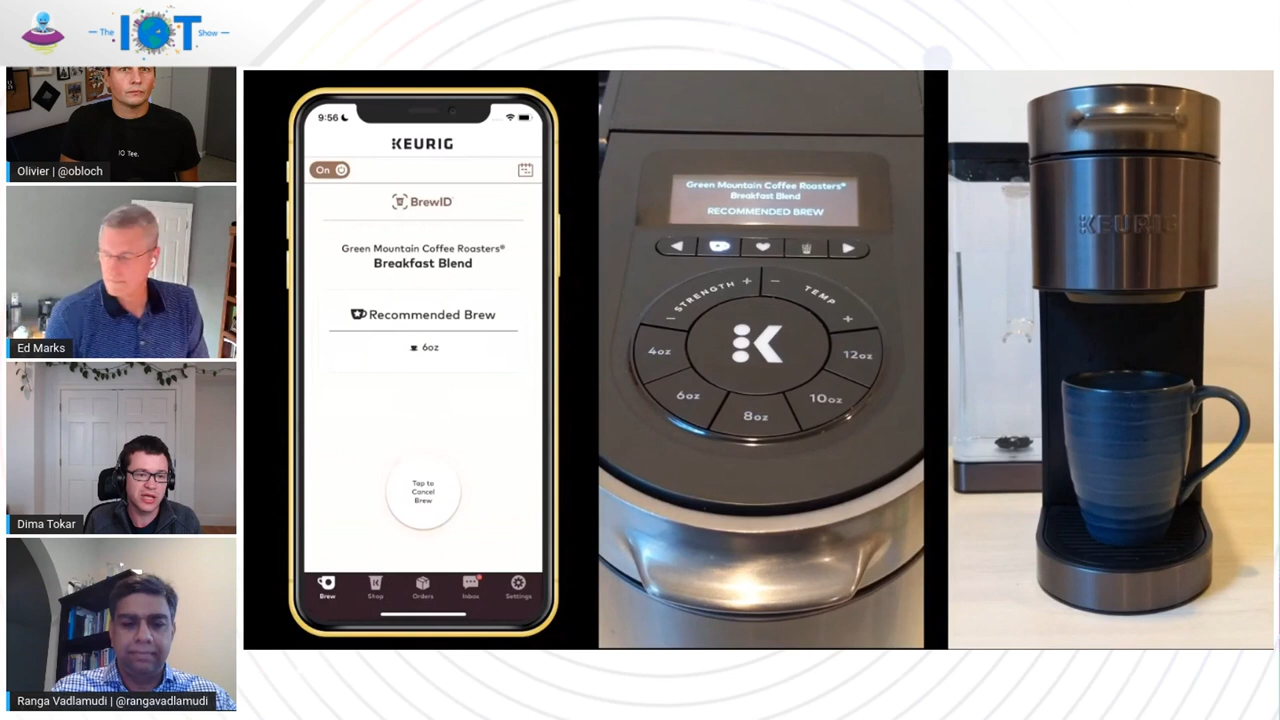 The
IOT
Show
IO Tee.
Olivier | @obloch
Ed Marks
Dima Tokar
Ranga Vadlamudi | @rangavadlamudi
9:56
KEURIG
On
BrewID
Green Mountain Coffee Roasters®
Breakfast Blend
Recommended Brew
6oz
Tap to
Cancel
Brew
Brew
Shop
Orders
Inbox
Settings
Green Mountain Coffee Roasters®
Breakfast Blend
RECOMMENDED BREW
— STRENGTH +
— TEMP +
4oz
12oz
K
6oz
10oz
8oz
KEURIG